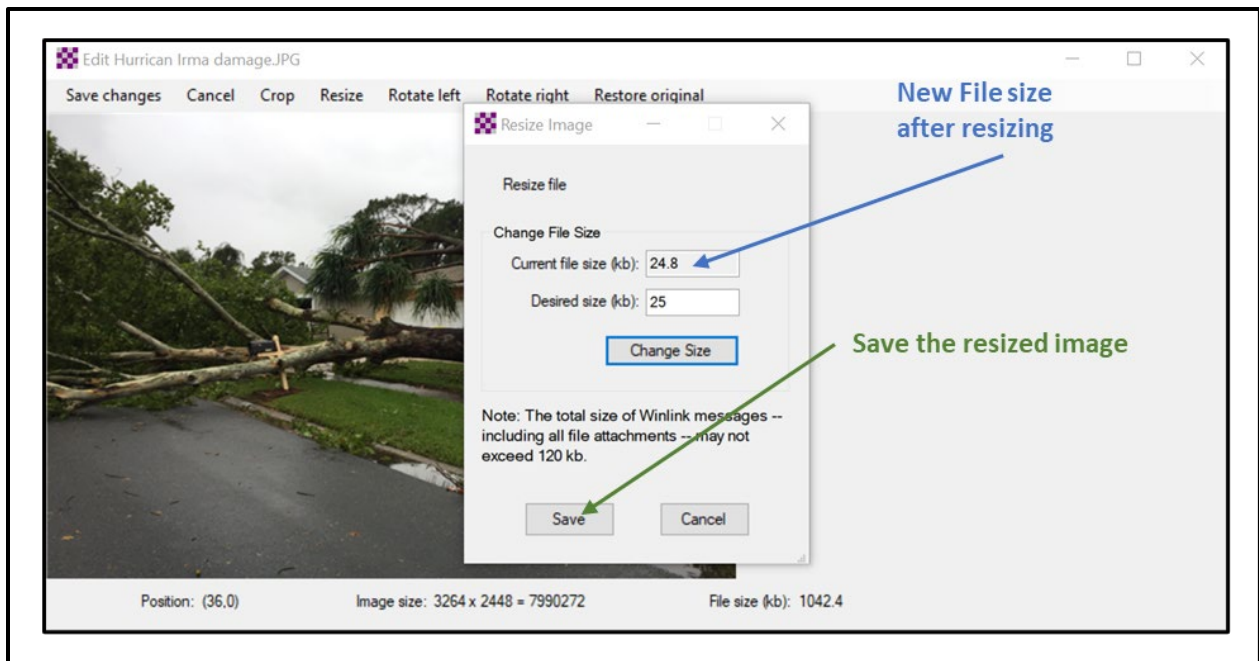 Edit Hurrican Irma damage.JPG
Save changes Cancel Crop Resize Rotate left Rotate right Restore original
New File size
after resizing
Resize Image
Resize file
Change File Size
Current file size (kb): 24.8
Desired size (kb): 25
Change Size
Save the resized image
Note: The total size of Winlink messages --
including all file attachments -- may not
exceed 120 kb.
Save Cancel
Position: (36,0) Image size: 3264 x 2448 = 7990272 File size (kb): 1042.4